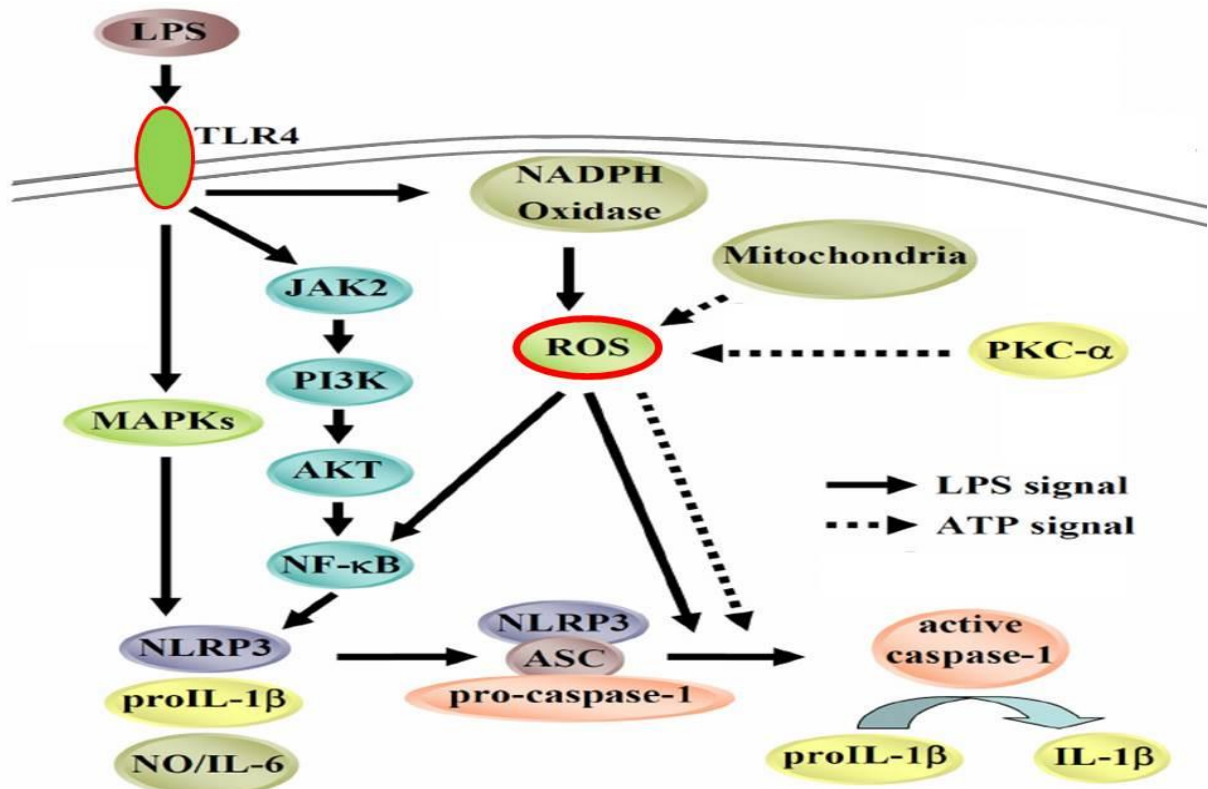 LPS
TLR4
NADPH
Oxidase
Mitochondria
JAK2
ROS
PKC-α
PI3K
MAPKs
AKT
LPS signal
ATP signal
NF-κB
NLRP3
NLRP3
ASC
active
caspase-1
proIL-1β
pro-caspase-1
NO/IL-6
proIL-1β
IL-1β